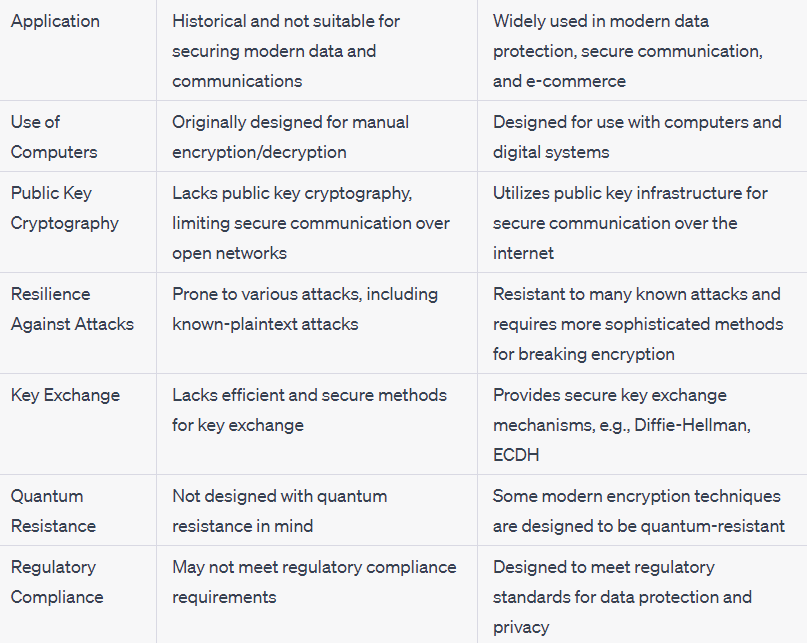 Application
Historical and not suitable for
securing modern data and
communications
Widely used in modern data
protection, secure communication,
and e-commerce
Use of
Computers
Originally designed for manual
encryption/decryption
Designed for use with computers and
digital systems
Public Key
Cryptography
Lacks public key cryptography,
limiting secure communication over
open networks
Utilizes public key infrastructure for
secure communication over the
internet
Resilience
Against Attacks
Prone to various attacks, including
known-plaintext attacks
Resistant to many known attacks and
requires more sophisticated methods
for breaking encryption
Key Exchange
Lacks efficient and secure methods
for key exchange
Provides secure key exchange
mechanisms, e.g., Diffie-Hellman,
ECDH
Quantum
Resistance
Not designed with quantum
resistance in mind
Some modern encryption techniques
are designed to be quantum-resistant
Regulatory
Compliance
May not meet regulatory compliance
requirements
Designed to meet regulatory
standards for data protection and
privacy